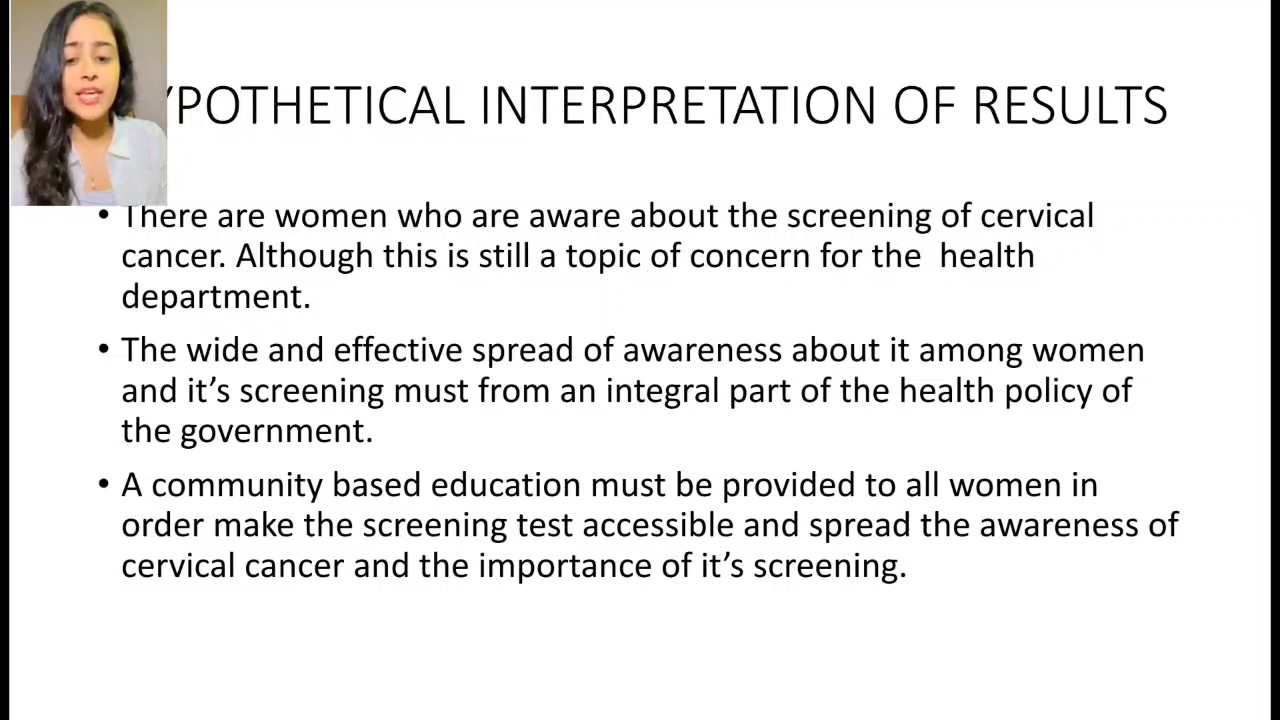 YPOTHETICAL INTERPRETATION OF RESULTS
• There are women who are aware about the screening of cervical
cancer. Although this is still a topic of concern for the  health
department.
• The wide and effective spread of awareness about it among women
and it’s screening must from an integral part of the health policy of
the government.
• A community based education must be provided to all women in
order make the screening test accessible and spread the awareness of
cervical cancer and the importance of it’s screening.